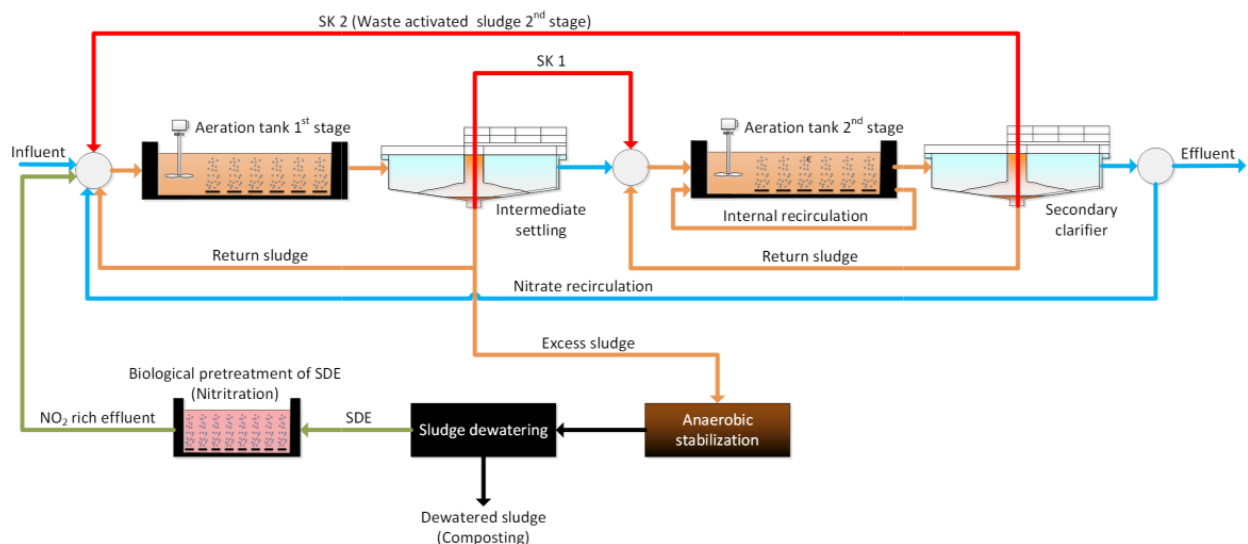 SK 2 (Waste activated sludge 2nd stage)
SK 1
Aeration tank 1st stage
Aeration tank 2nd stage
Influent
Effluent
Intermediate
settling
Internal recirculation
Secondary
clarifier
Return sludge
Return sludge
Nitrate recirculation
Excess sludge
Biological pretreatment of SDE
(Nitritration)
NO2 rich effluent
SDE
Sludge dewatering
Anaerobic
stabilization
Dewatered sludge
(Composting)